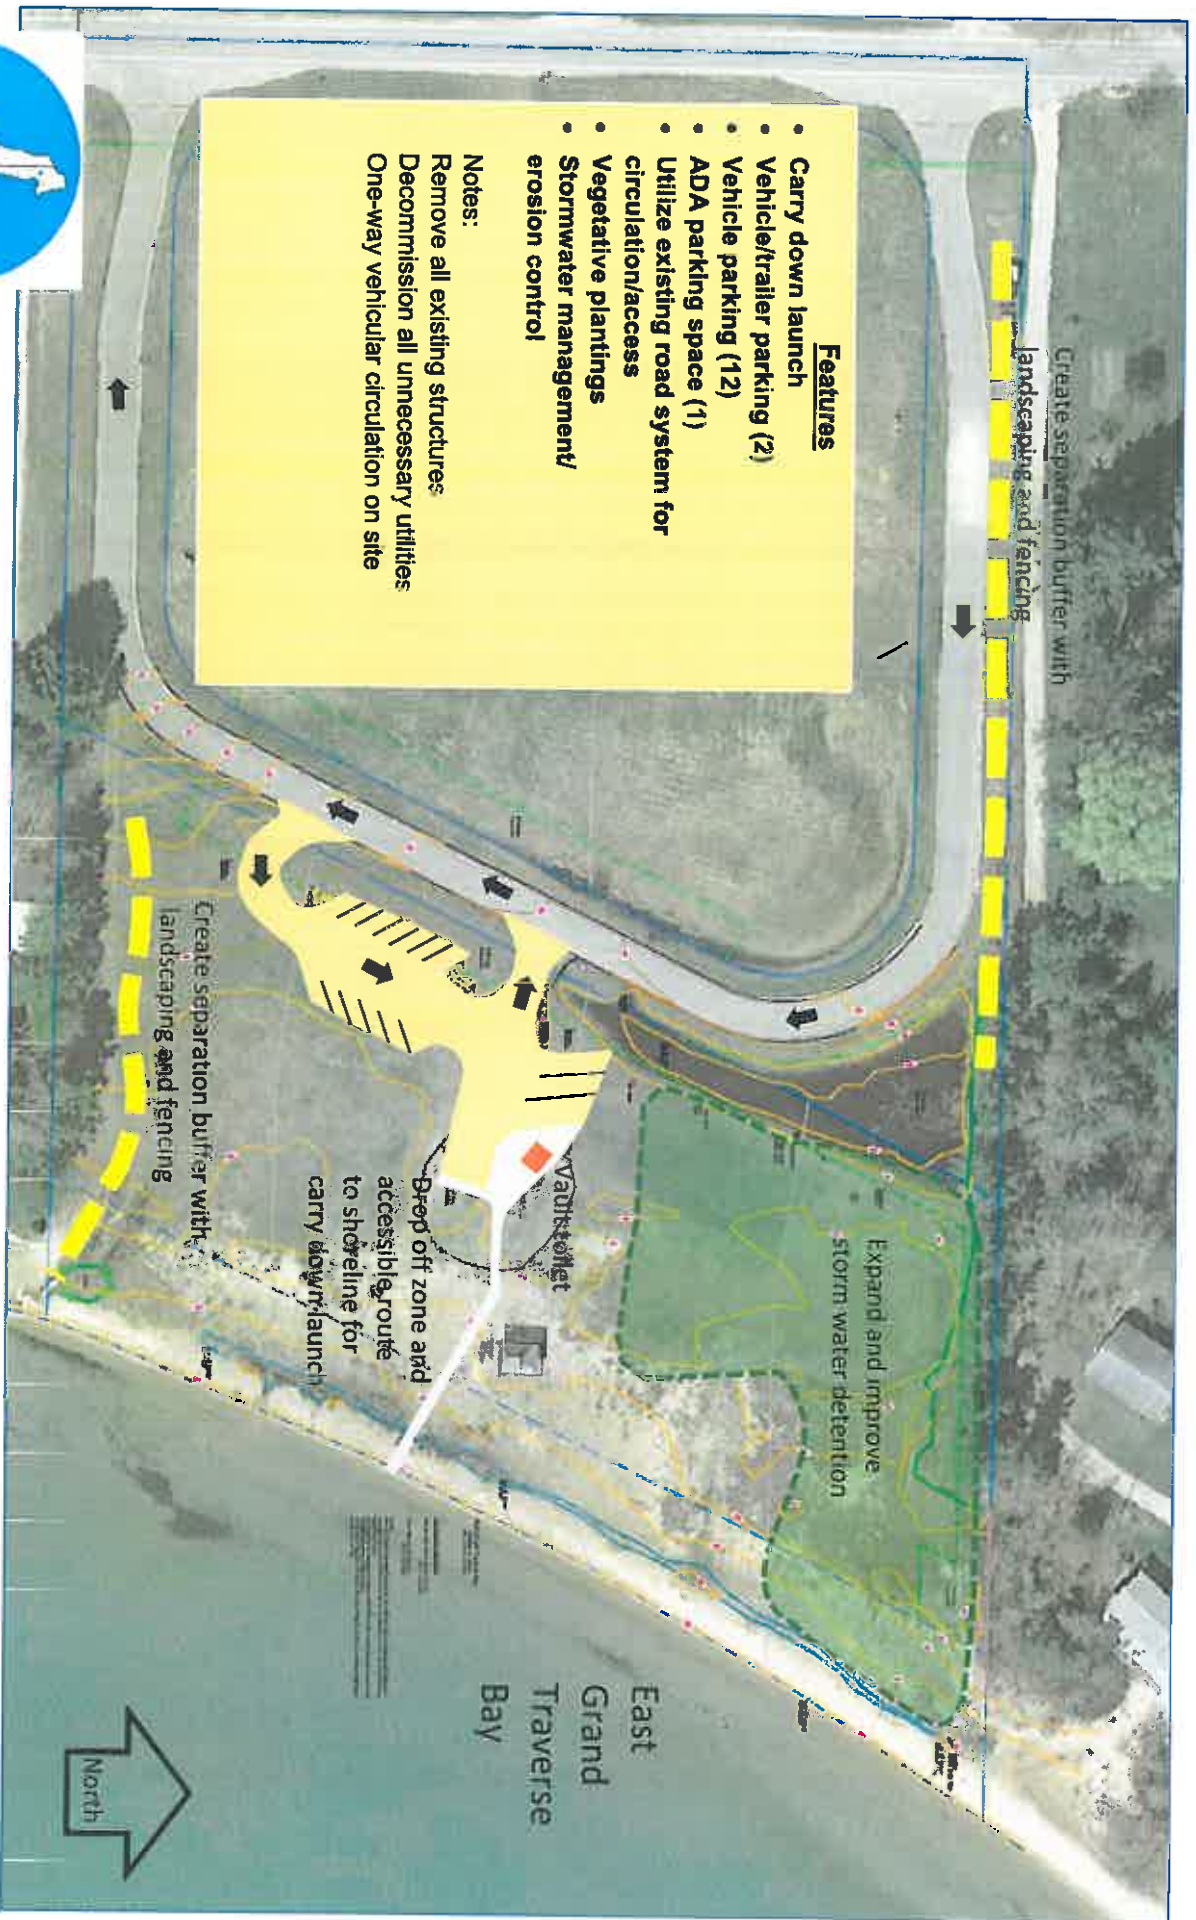 Create separation buffer with
landscaping and fencing
Features
• Carry down launch
• Vehicle/trailer parking (2)
• Vehicle parking (12)
• ADA parking space (1)
• Utilize existing road system for
circulation/access
• Vegetative plantings
• Stormwater management/
erosion control
Notes:
Remove all existing structures
Decommission all unnecessary utilities
One-way vehicular circulation on site
Expand and improve
storm water detention
Vault toilet
Drop off zone and
accessible route
to shoreline for
carry down launch
Create separation buffer with
landscaping and fencing
East
Grand
Traverse
Bay
North